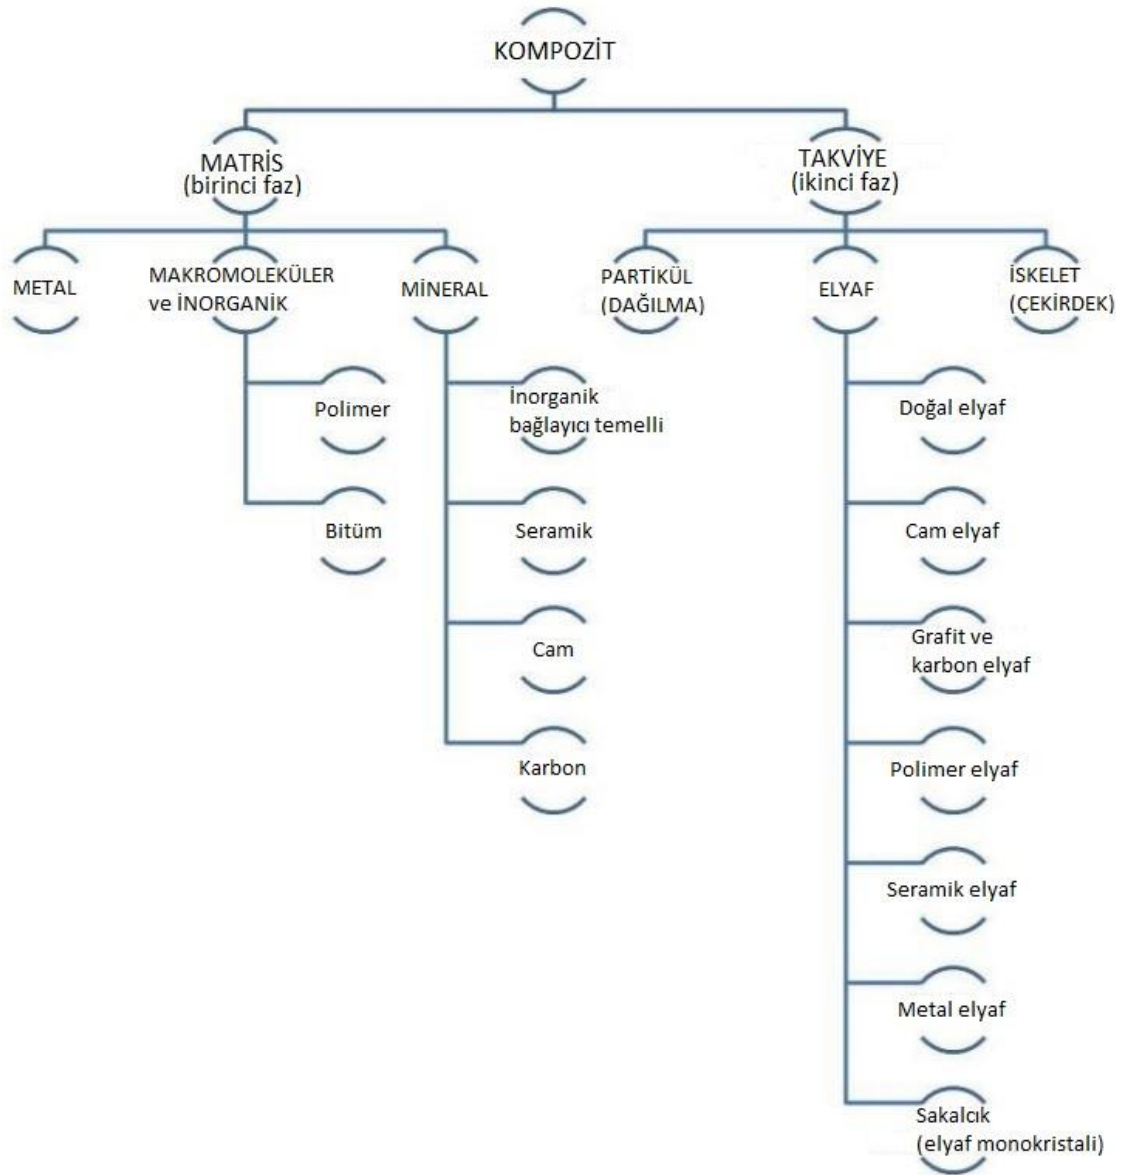 KOMPOZİT
MATRİS
(birinci faz)
TAKVİYE
(ikinci faz)
METAL
MAKROMOLEKÜLER
ve İNORGANİK
MİNERAL
PARTİKÜL
(DAĞILMA)
ELYAF
İSKELET
(ÇEKİRDEK)
Polimer
Bitüm
İnorganik
bağlayıcı temelli
Seramik
Cam
Karbon
Doğal elyaf
Cam elyaf
Grafit ve
karbon elyaf
Polimer elyaf
Seramik elyaf
Metal elyaf
Sakalcık
(elyaf monokristali)